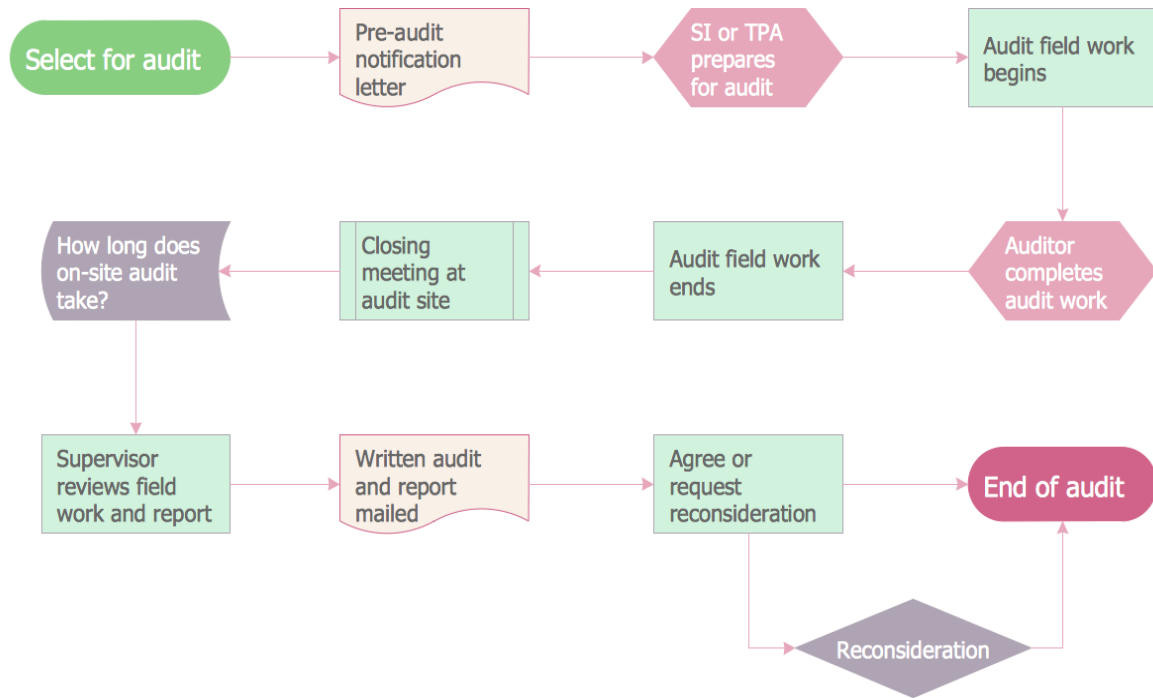 Select for audit
Pre-audit
notification
letter
SI or TPA
prepares
for audit
Audit field work
begins
How long does
on-site audit
take?
Closing
meeting at
audit site
Audit field work
ends
Auditor
completes
audit work
Supervisor
reviews field
work and report
Written audit
and report
mailed
Agree or
request
reconsideration
End of audit
Reconsideration